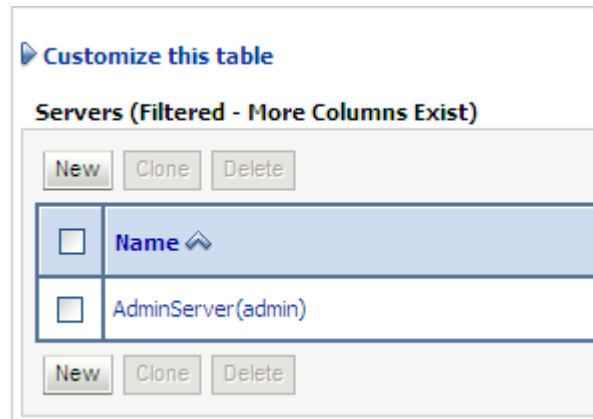 Customize this table
Servers (Filtered - More Columns Exist)
New Clone Delete
Name
AdminServer(admin)
New Clone Delete